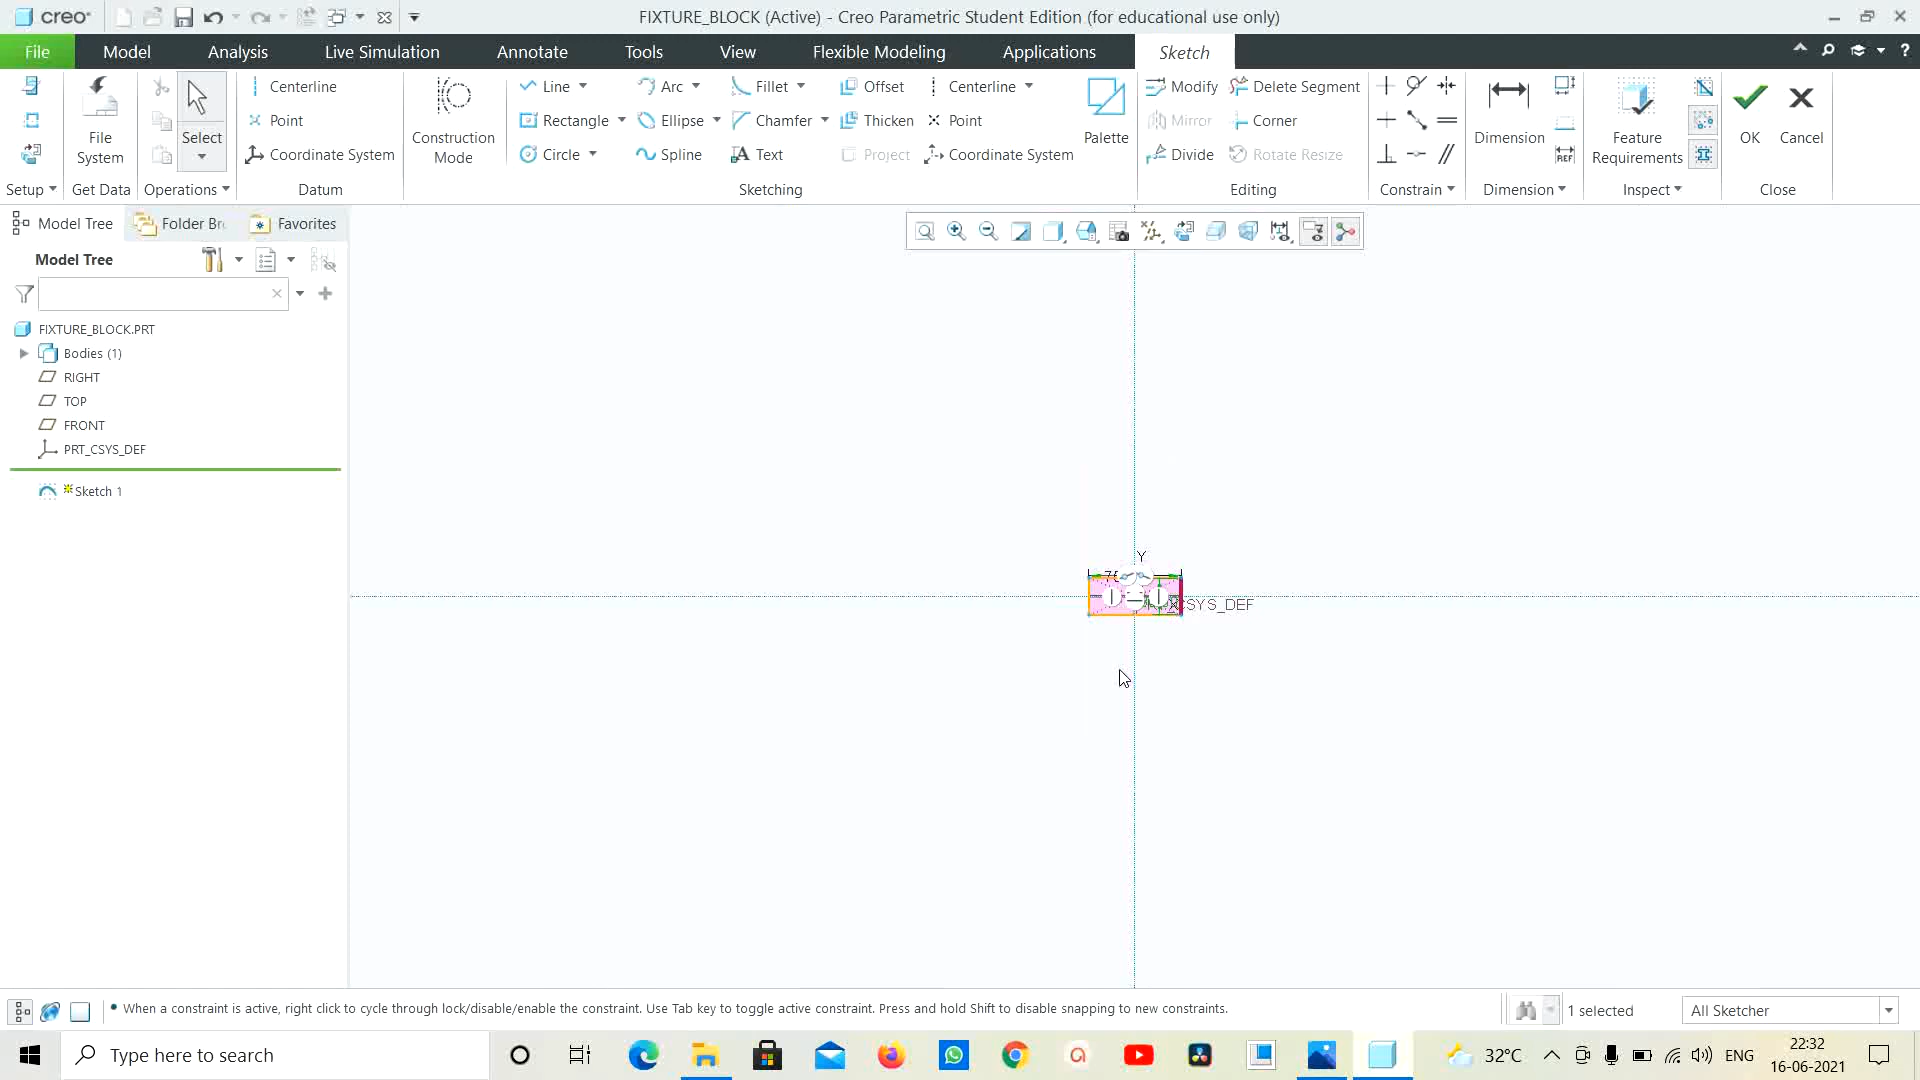 creo
FIXTURE_BLOCK (Active) - Creo Parametric Student Edition (for educational use only)
File Model Analysis Live Simulation Annotate Tools View Flexible Modeling Applications Sketch
Centerline Line Arc Fillet Offset Centerline Modify Delete Segment
Point Rectangle Ellipse Chamfer Thicken Point Mirror Corner
File System Select Construction Mode Palette Dimension Feature Requirements OK Cancel
Coordinate System Circle Spline Text Project Coordinate System Divide Rotate Resize
REF
Setup Get Data Operations Datum Sketching Editing Constrain Dimension Inspect Close
Model Tree Folder Br Favorites
Model Tree
FIXTURE_BLOCK.PRT
Bodies (1)
RIGHT
TOP
FRONT
PRT_CSYS_DEF
Sketch 1
Y
X
CSYS_DEF
When a constraint is active, right click to cycle through lock/disable/enable the constraint. Use Tab key to toggle active constraint. Press and hold Shift to disable snapping to new constraints.
1 selected
All Sketcher
Type here to search
32°C
ENG
22:32
16-06-2021